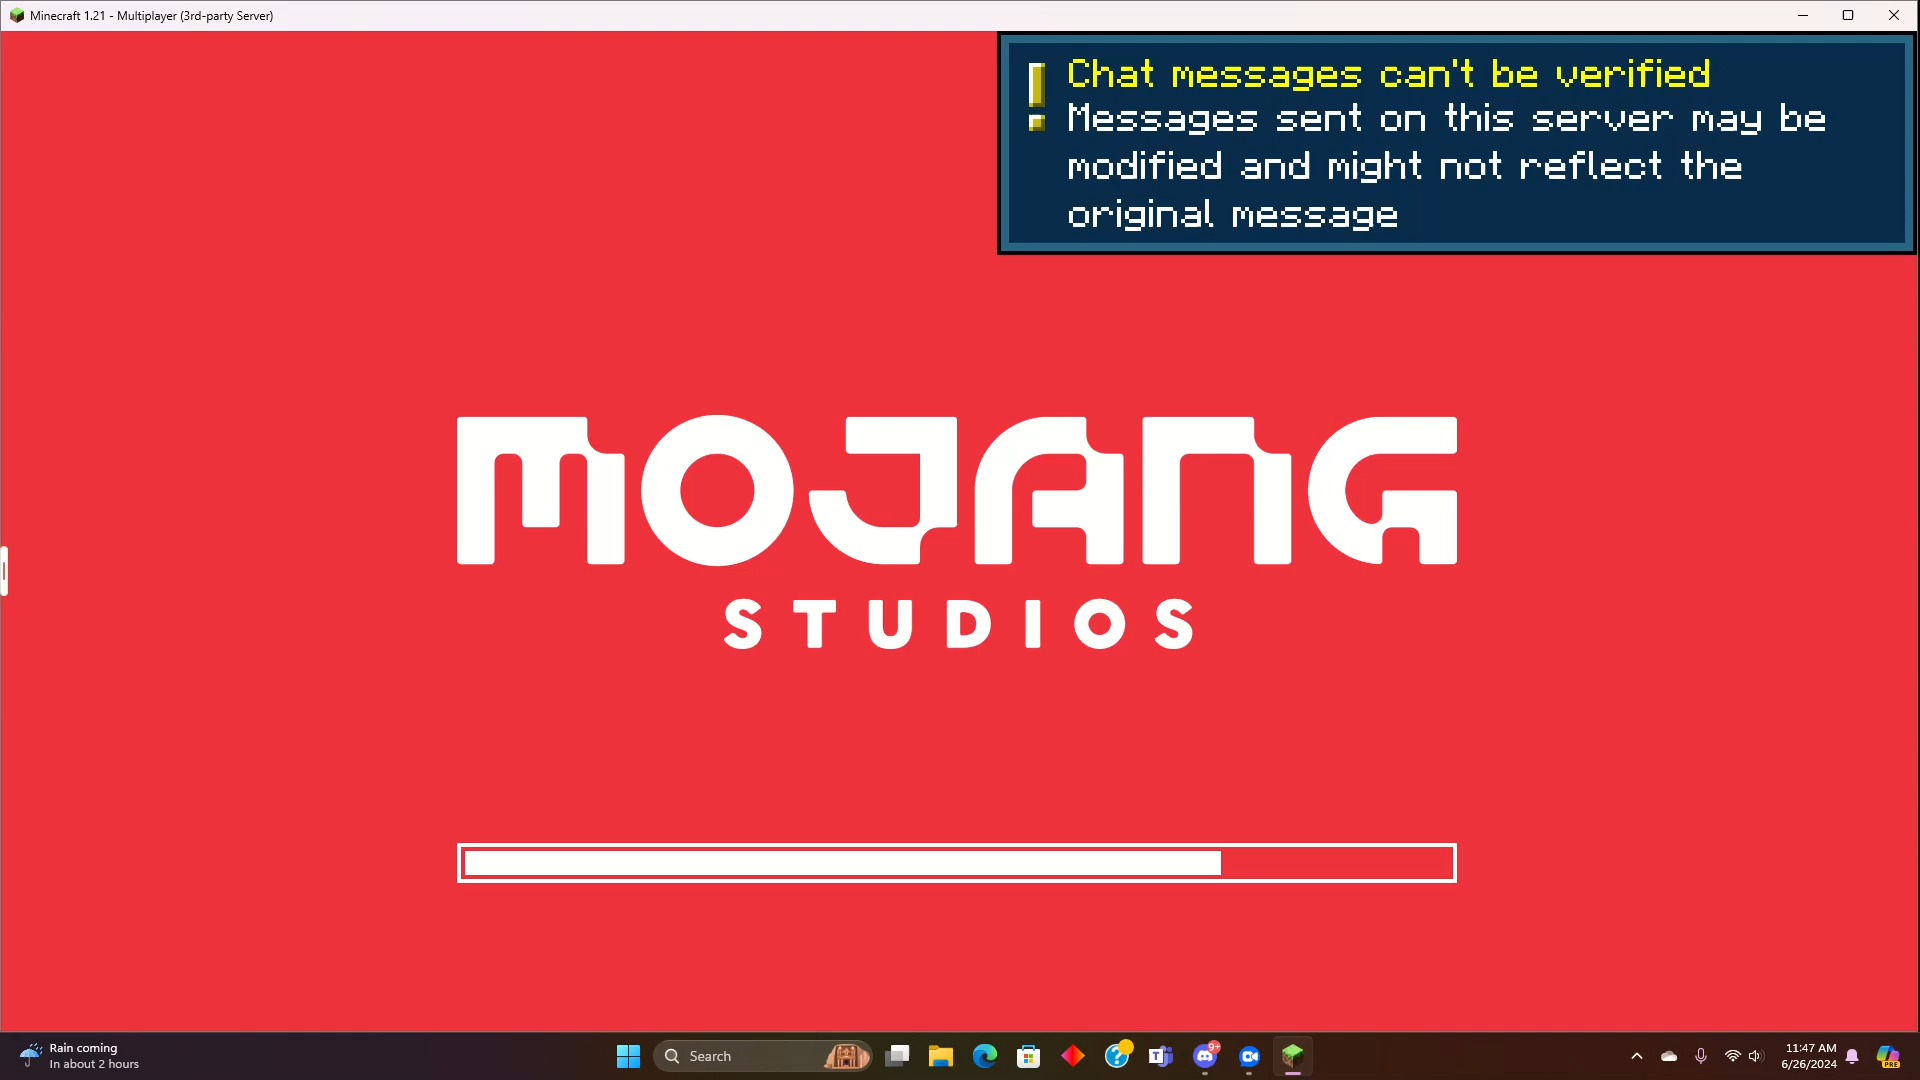 Minecraft 1.21 - Multiplayer (3rd-party Server)
Chat messages can't be verified
Messages sent on this server may be
modified and might not reflect the
original message
MOJANG
STUDIOS
Rain coming
In about 2 hours
Search
9+
11:47 AM
6/26/2024
PRE